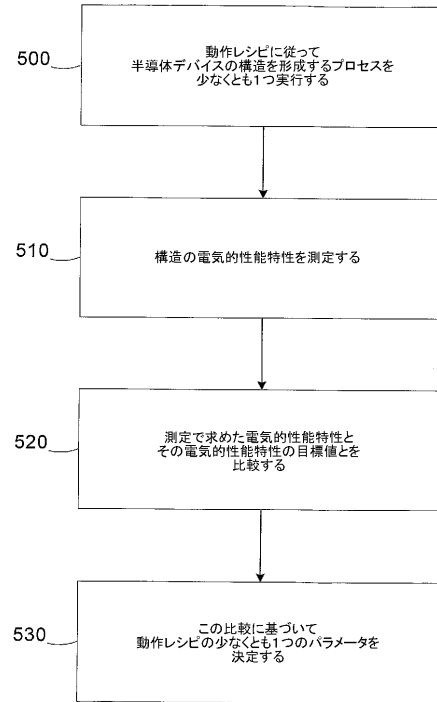 500
動作レシピに従って
半導体デバイスの構造を形成するプロセスを
少なくとも1つ実行する
510
構造の電気的性能特性を測定する
520
測定で求めた電気的性能特性と
その電気的性能特性の目標値とを
比較する
530
この比較に基づいて
動作レシピの少なくとも1つのパラメータを
決定する